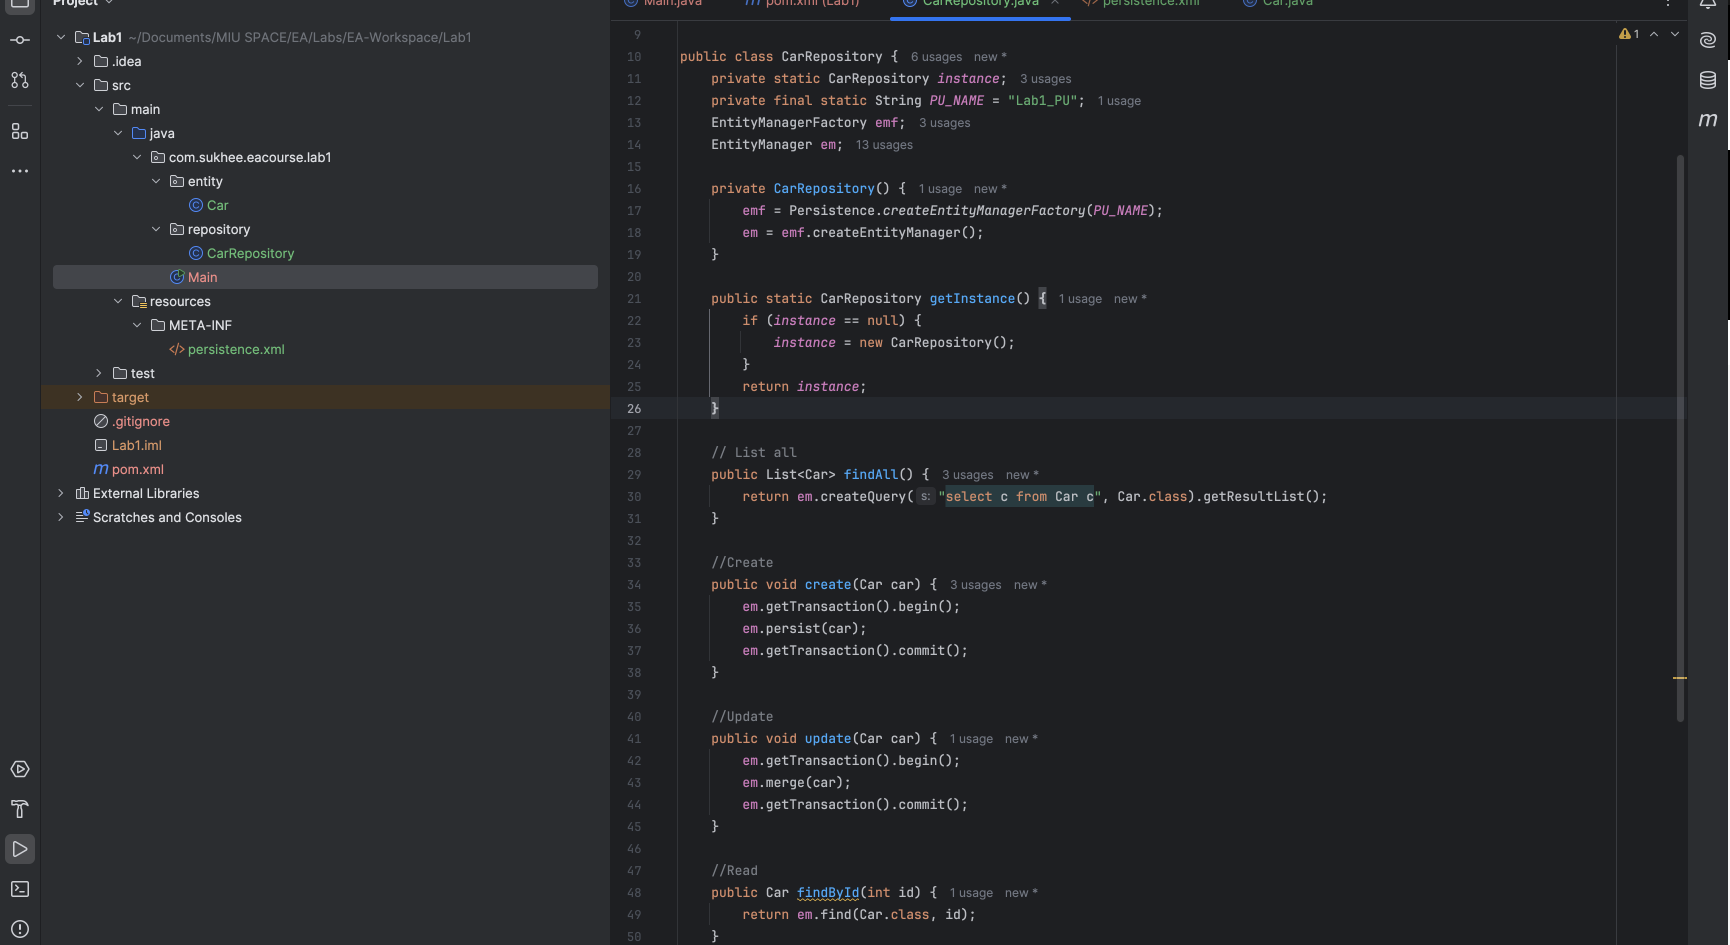 Project
Lab1 ~/Documents/MIU SPACE/EA/Labs/EA-Workspace/Lab1
.idea
src
main
java
com.sukhee.eacourse.lab1
entity
Car
repository
CarRepository
Main
resources
META-INF
persistence.xml
test
target
.gitignore
Lab1.iml
pom.xml
External Libraries
Scratches and Consoles
Main.java pom.xml (Lab1) CarRepository.java persistence.xml Car.java
1
9
10 public class CarRepository { 6 usages new *
11 private static CarRepository instance; 3 usages
12 private final static String PU_NAME = "Lab1_PU"; 1 usage
13 EntityManagerFactory emf; 3 usages
14 EntityManager em; 13 usages
15
16 private CarRepository() { 1 usage new *
17 emf = Persistence.createEntityManagerFactory(PU_NAME);
18 em = emf.createEntityManager();
19 }
20
21 public static CarRepository getInstance() { 1 usage new *
22 if (instance == null) {
23 instance = new CarRepository();
24 }
25 return instance;
26 }
27
28 // List all
29 public List<Car> findAll() { 3 usages new *
30 return em.createQuery( s: "select c from Car c", Car.class).getResultList();
31 }
32
33 //Create
34 public void create(Car car) { 3 usages new *
35 em.getTransaction().begin();
36 em.persist(car);
37 em.getTransaction().commit();
38 }
39
40 //Update
41 public void update(Car car) { 1 usage new *
42 em.getTransaction().begin();
43 em.merge(car);
44 em.getTransaction().commit();
45 }
46
47 //Read
48 public Car findById(int id) { 1 usage new *
49 return em.find(Car.class, id);
50 }